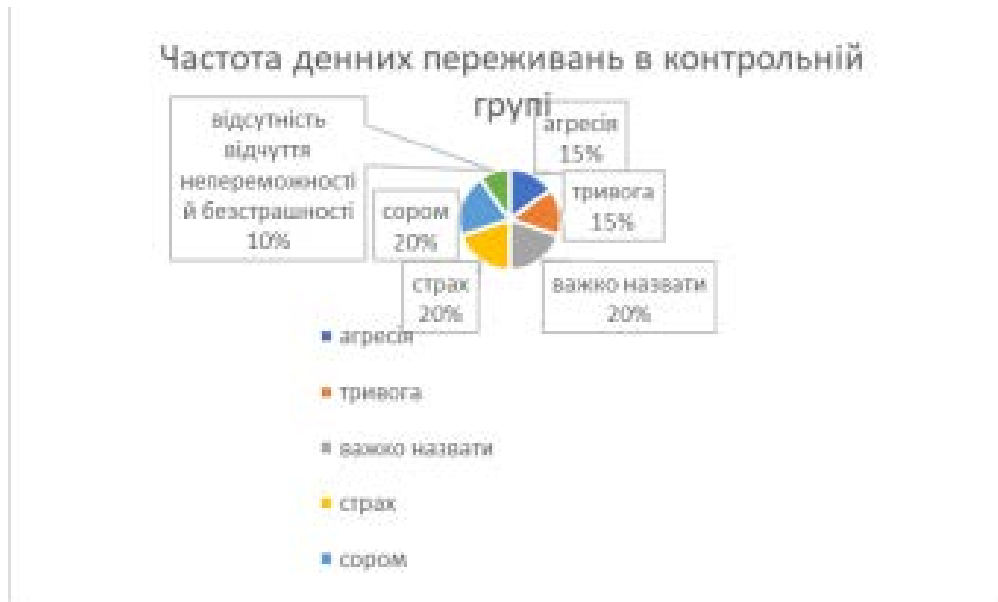 Частота денних переживань в контрольній
групі
відсутність
відчуття
непереможності
й безстрашності
10%
агресія
15%
тривога
15%
сором
20%
страх
20%
важко назвати
20%
агресія
тривога
важко назвати
страх
сором